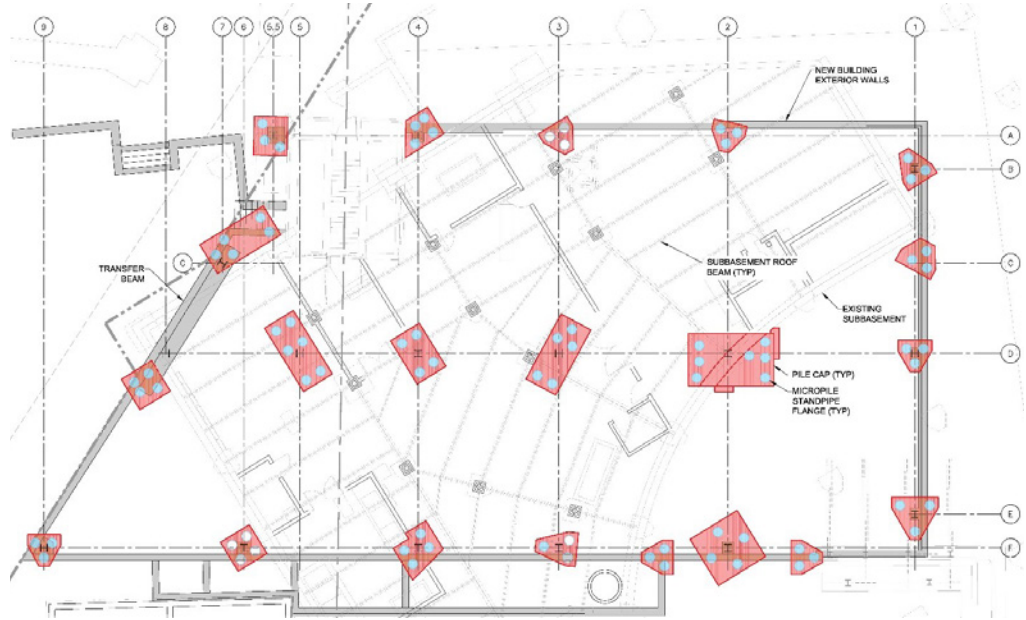 9
8
7
6
5.5
5
4
3
2
1
NEW BUILDING
EXTERIOR WALLS
A
B
TRANSFER
BEAM
C
SUBBASEMENT ROOF
BEAM (TYP)
C
EXISTING
SUBBASEMENT
D
PILE CAP (TYP)
MICROPILE
STANDPIPE
FLANGE (TYP)
E
F